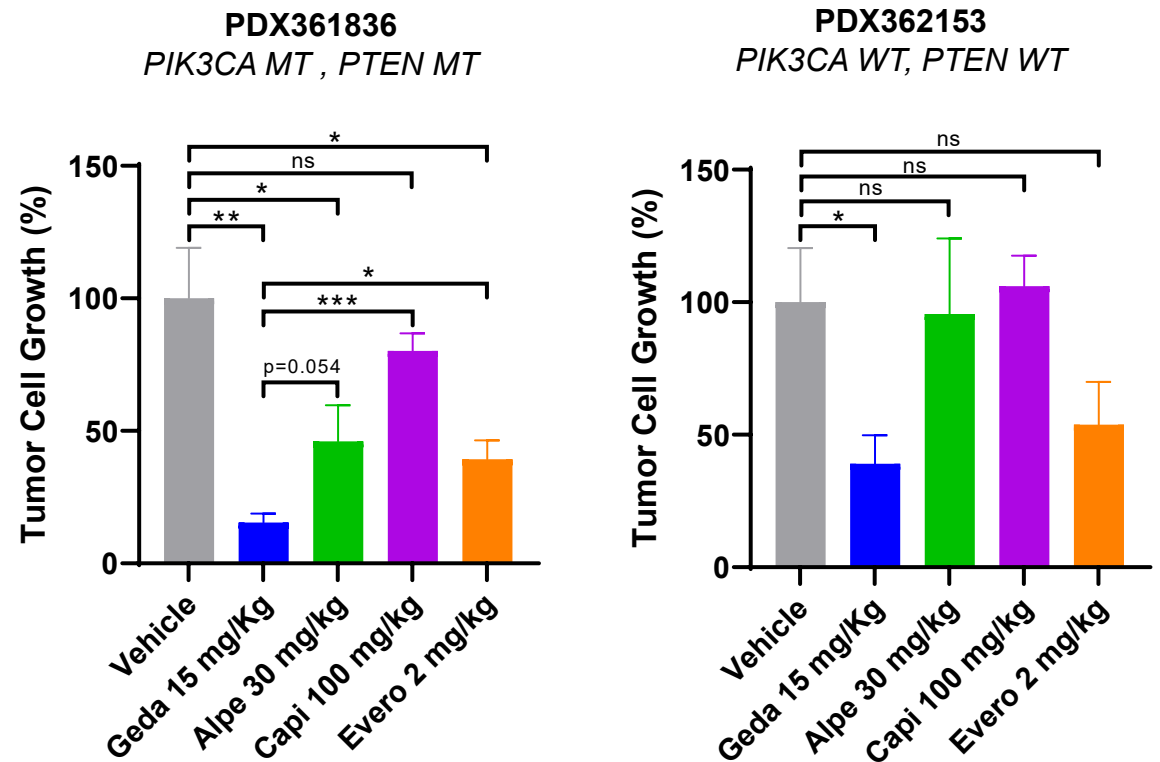 PDX361836
PIK3CA MT , PTEN MT
Tumor Cell Growth (%)
150
100
50
0
*
ns
*
**
*
***
p=0.054
Vehicle
Geda 15 mg/Kg
Alpe 30 mg/kg
Capi 100 mg/kg
Evero 2 mg/kg
PDX362153
PIK3CA WT, PTEN WT
Tumor Cell Growth (%)
150
100
50
0
ns
ns
ns
*
Vehicle
Geda 15 mg/Kg
Alpe 30 mg/kg
Capi 100 mg/kg
Evero 2 mg/kg